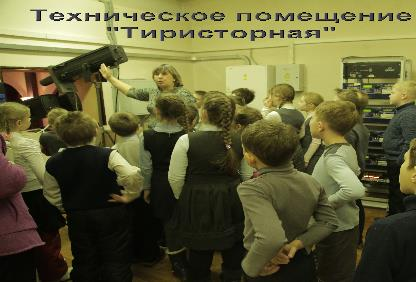 Техническое помещение
"Тиристорная"